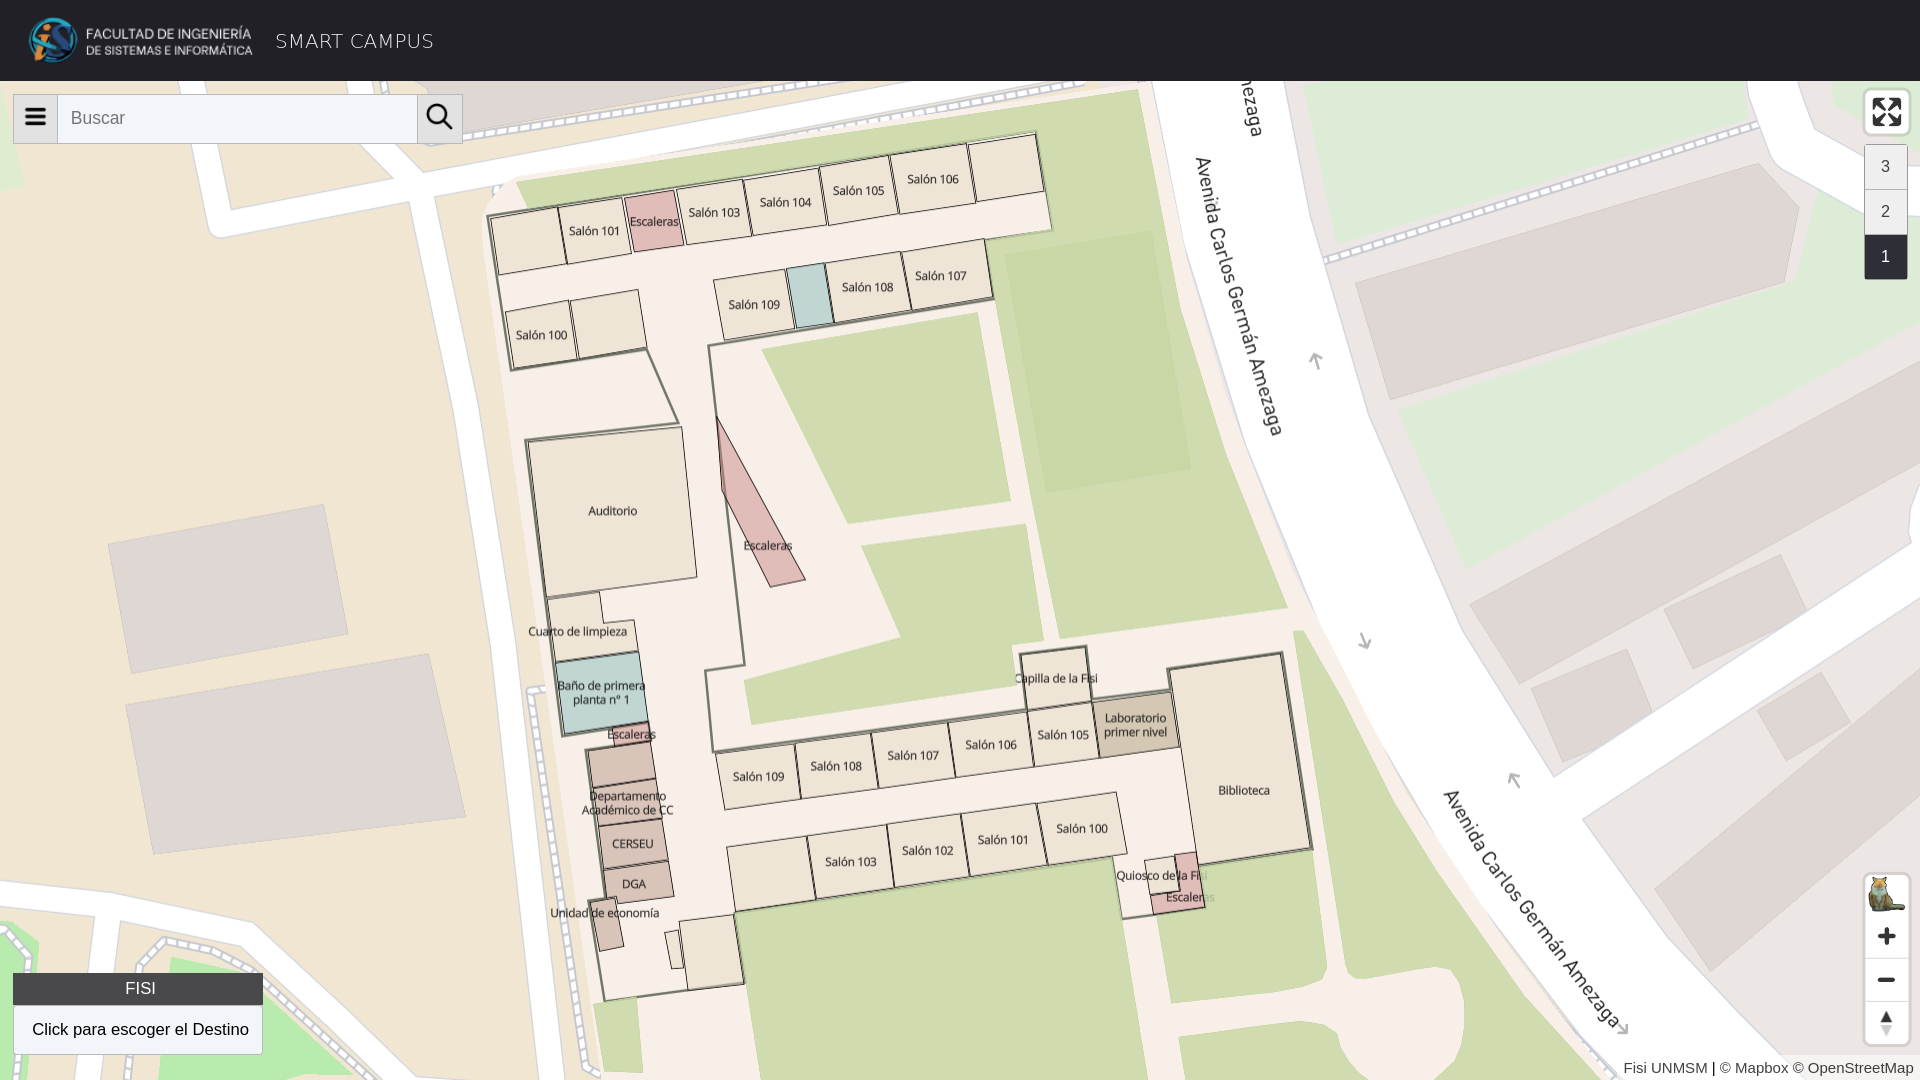 FACULTAD DE INGENIERÍA
DE SISTEMAS E INFORMÁTICA
SMART CAMPUS
Buscar
3
2
1
Salón 101
Escaleras
Salón 103
Salón 104
Salón 105
Salón 106
Salón 100
Salón 109
Salón 108
Salón 107
Avenida Carlos Germán Amezaga
Auditorio
Escaleras
Cuarto de limpieza
Baño de primera
planta n° 1
Escaleras
Capilla de la Fisi
Laboratorio
primer nivel
Salón 109
Salón 108
Salón 107
Salón 106
Salón 105
Biblioteca
Departamento
Académico de CC
CERSEU
DGA
Unidad de economía
Salón 103
Salón 102
Salón 101
Salón 100
Quiosco de la Fisi
Escaleras
Avenida Carlos Germán Amezaga
FISI
Click para escoger el Destino
Fisi UNMSM | © Mapbox © OpenStreetMap